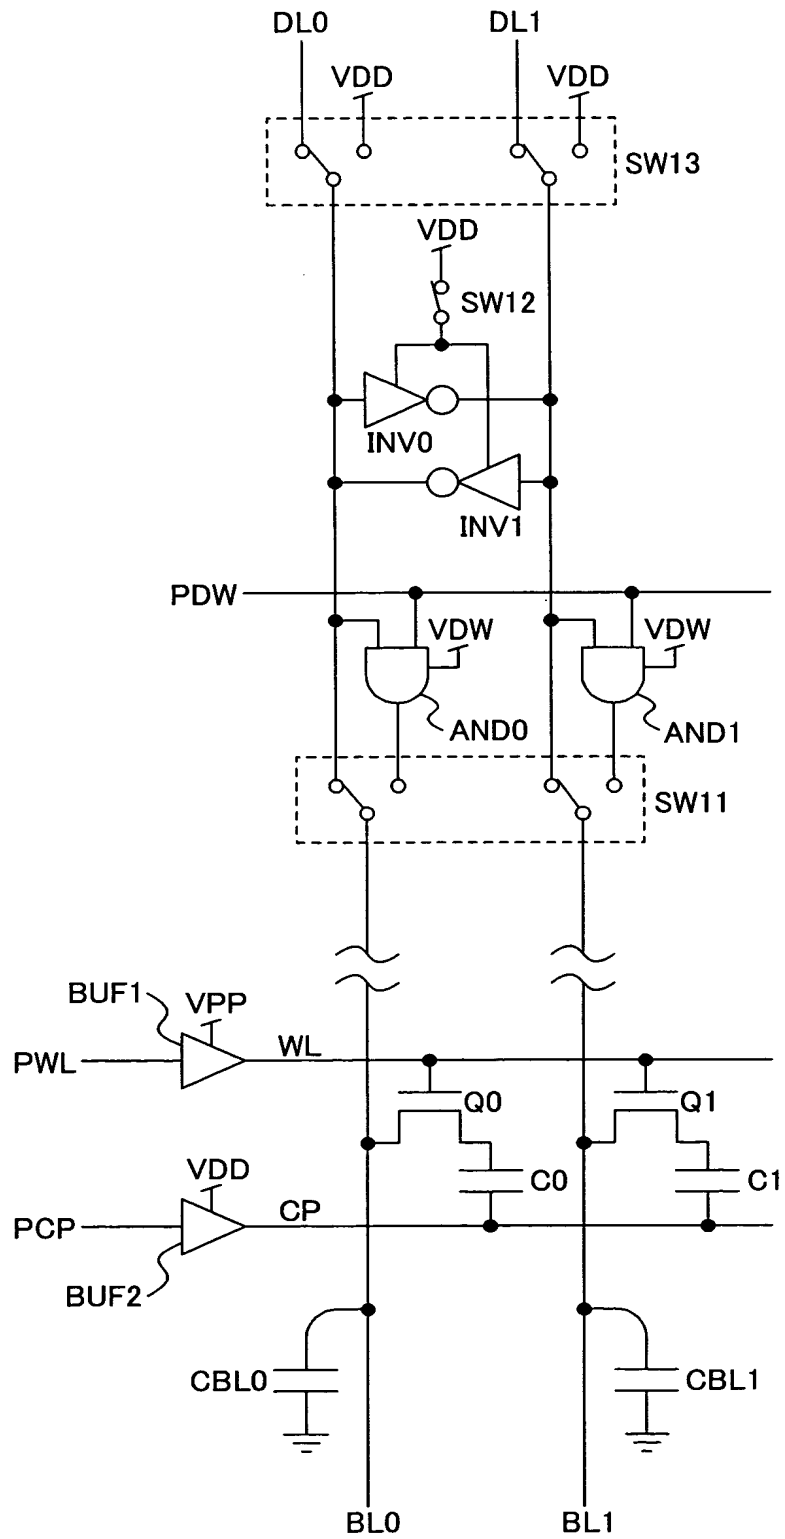 DL0
DL1
VDD
VDD
SW13
VDD
SW12
INV0
INV1
PDW
VDW
VDW
AND0
AND1
SW11
BUF1
VPP
PWL
WL
Q0
Q1
VDD
C0
C1
PCP
CP
BUF2
CBL0
CBL1
BL0
BL1